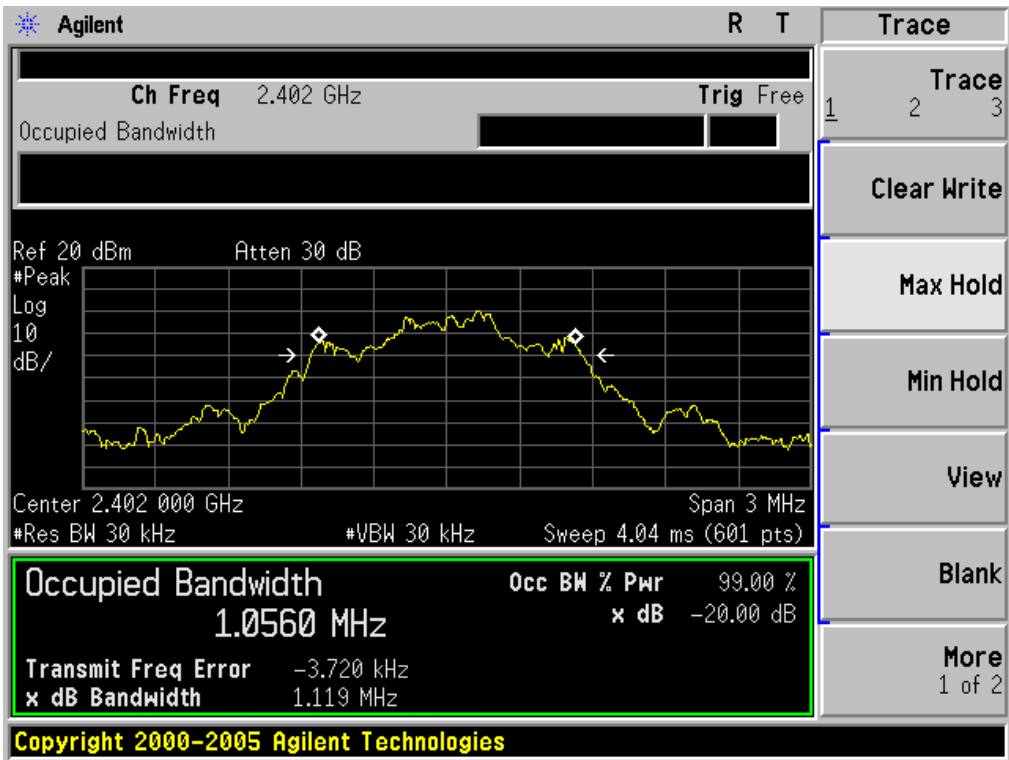 Agilent R T
Ch Freq 2.402 GHz Trig Free
Occupied Bandwidth
Ref 20 dBm Atten 30 dB
#Peak
Log
10
dB/
Center 2.402 000 GHz Span 3 MHz
#Res BW 30 kHz #VBW 30 kHz Sweep 4.04 ms (601 pts)
Occupied Bandwidth Occ BW % Pwr 99.00 %
1.0560 MHz x dB -20.00 dB
Transmit Freq Error -3.720 kHz
x dB Bandwidth 1.119 MHz
Copyright 2000-2005 Agilent Technologies
Trace
Trace
1 2 3
Clear Write
Max Hold
Min Hold
View
Blank
More
1 of 2